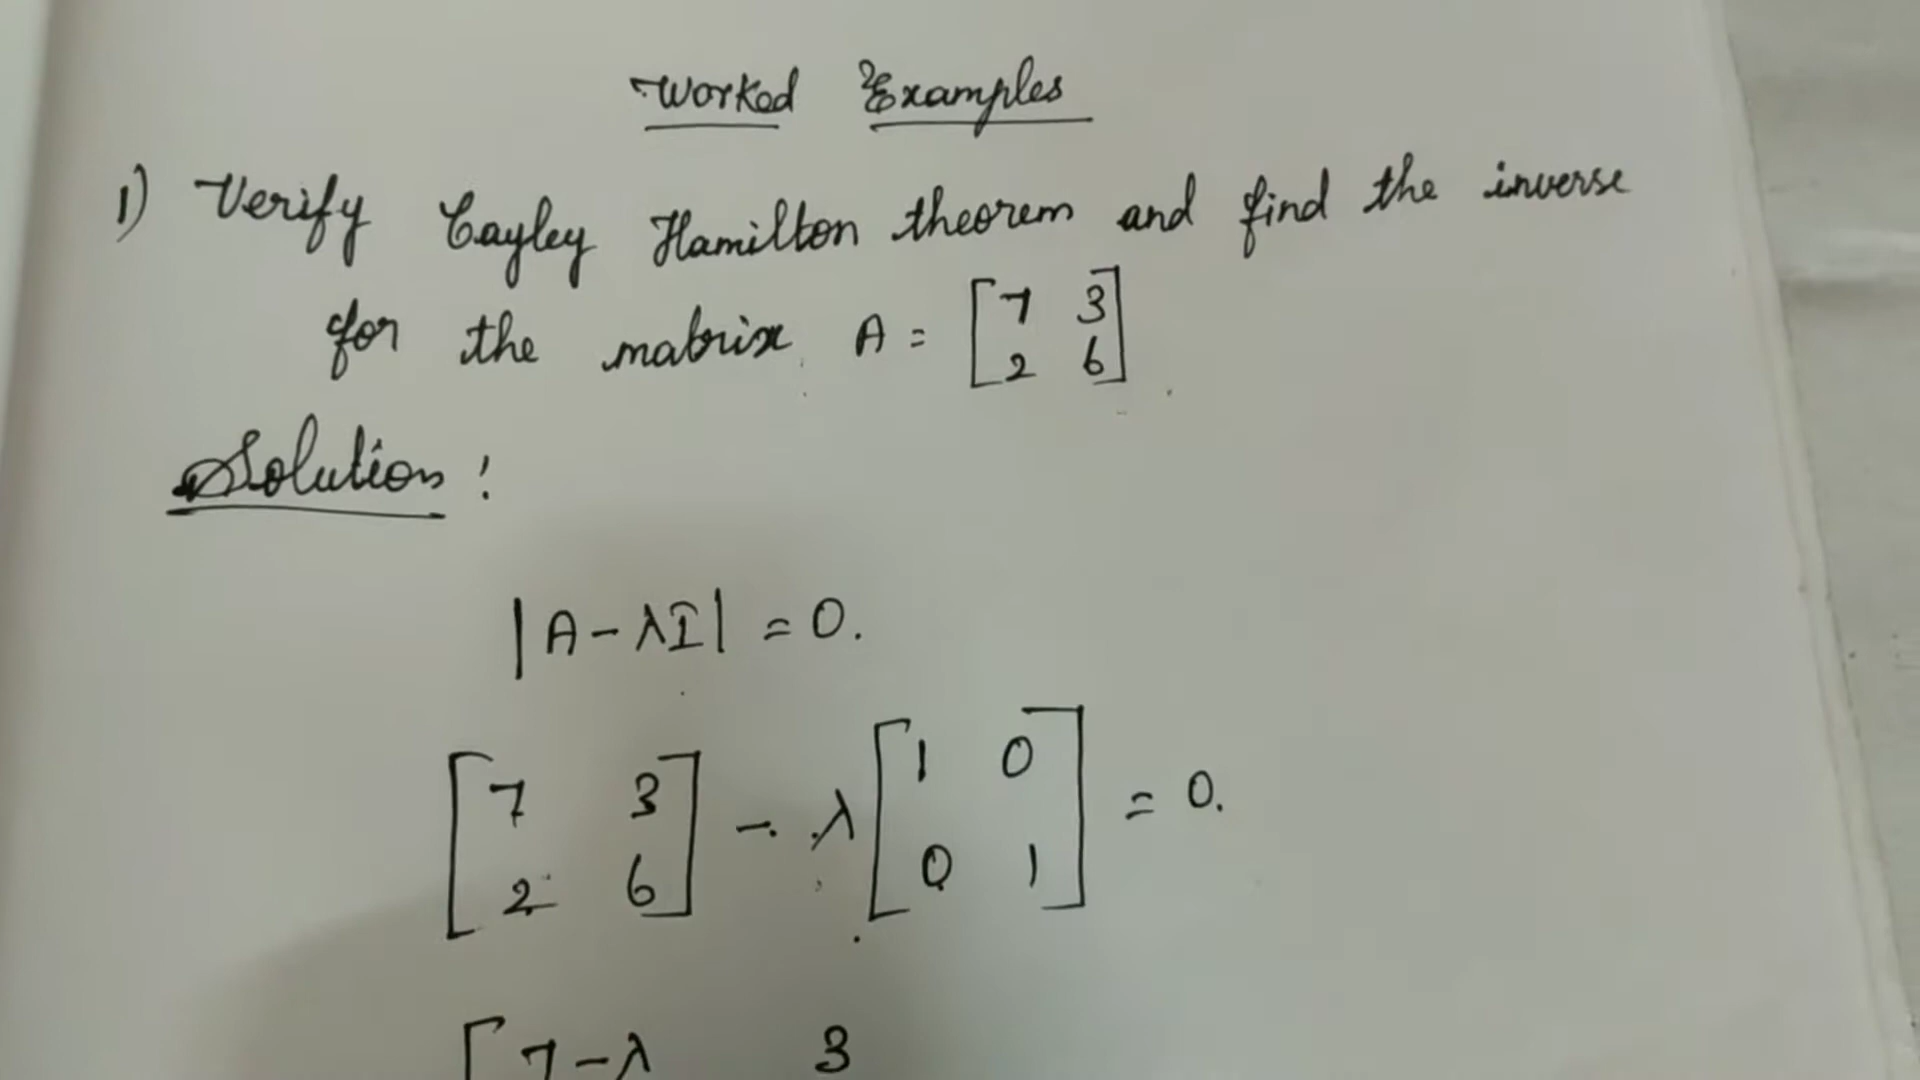 Worked Examples
1) Verify Cayley Hamilton theorem and find the inverse
for the matrix A = [7 3
2 6]
Solution :
|A - λI| = 0.
[7 3
2 6] - λ [1 0
0 1] = 0.
[7-λ 3